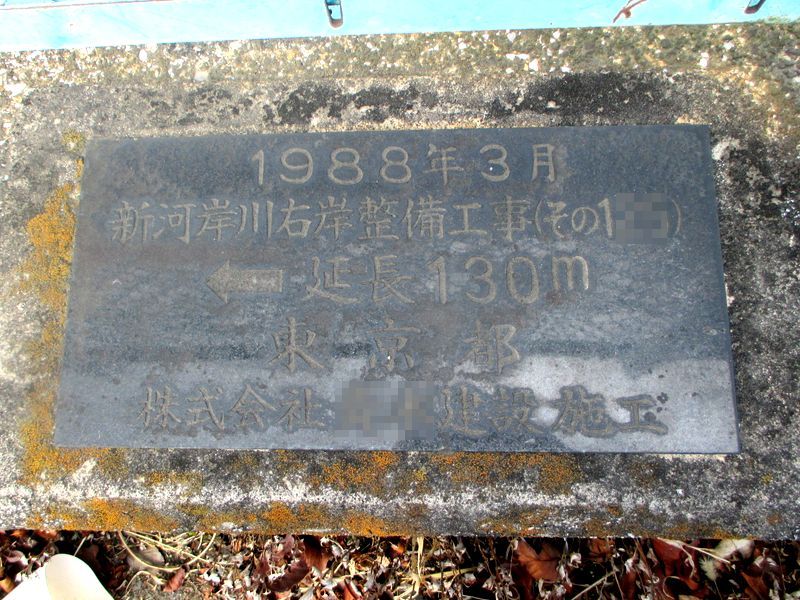 1988年3月
新河岸川右岸整備工事(その1 )
← 延長130m
東京都
株式会社 建設施工